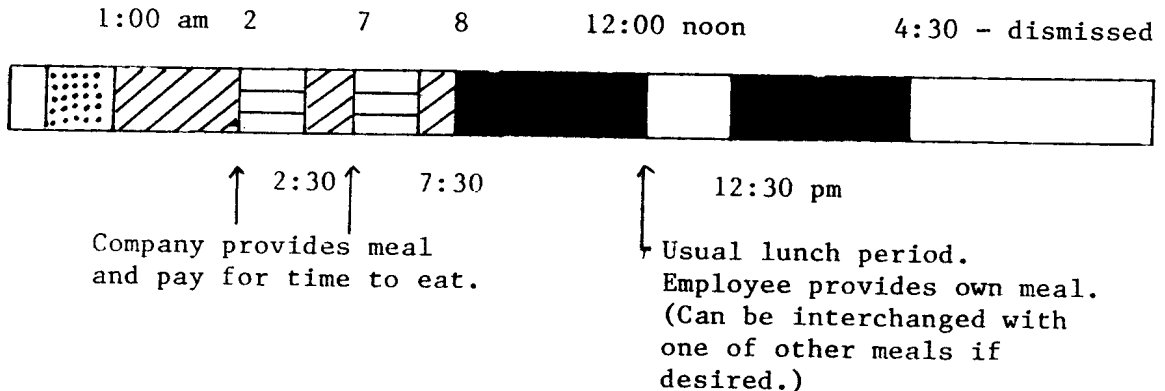 1:00 am 2 7 8 12:00 noon 4:30 - dismissed
2:30 7:30 12:30 pm
Company provides meal
and pay for time to eat.
Usual lunch period.
Employee provides own meal.
(Can be interchanged with
one of other meals if
desired.)